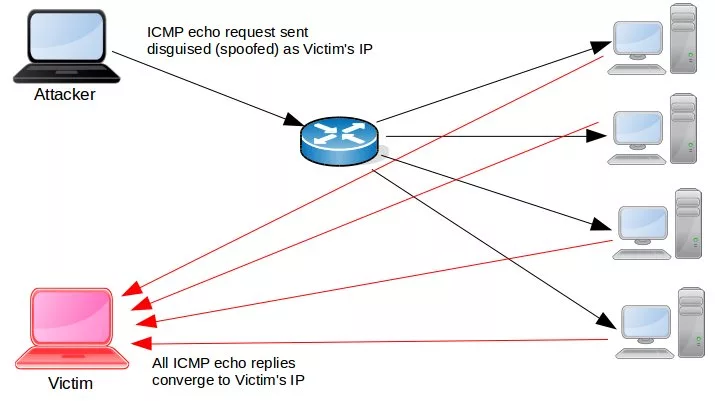 ICMP echo request sent
disguised (spoofed) as Victim's IP
Attacker
All ICMP echo replies
converge to Victim's IP
Victim